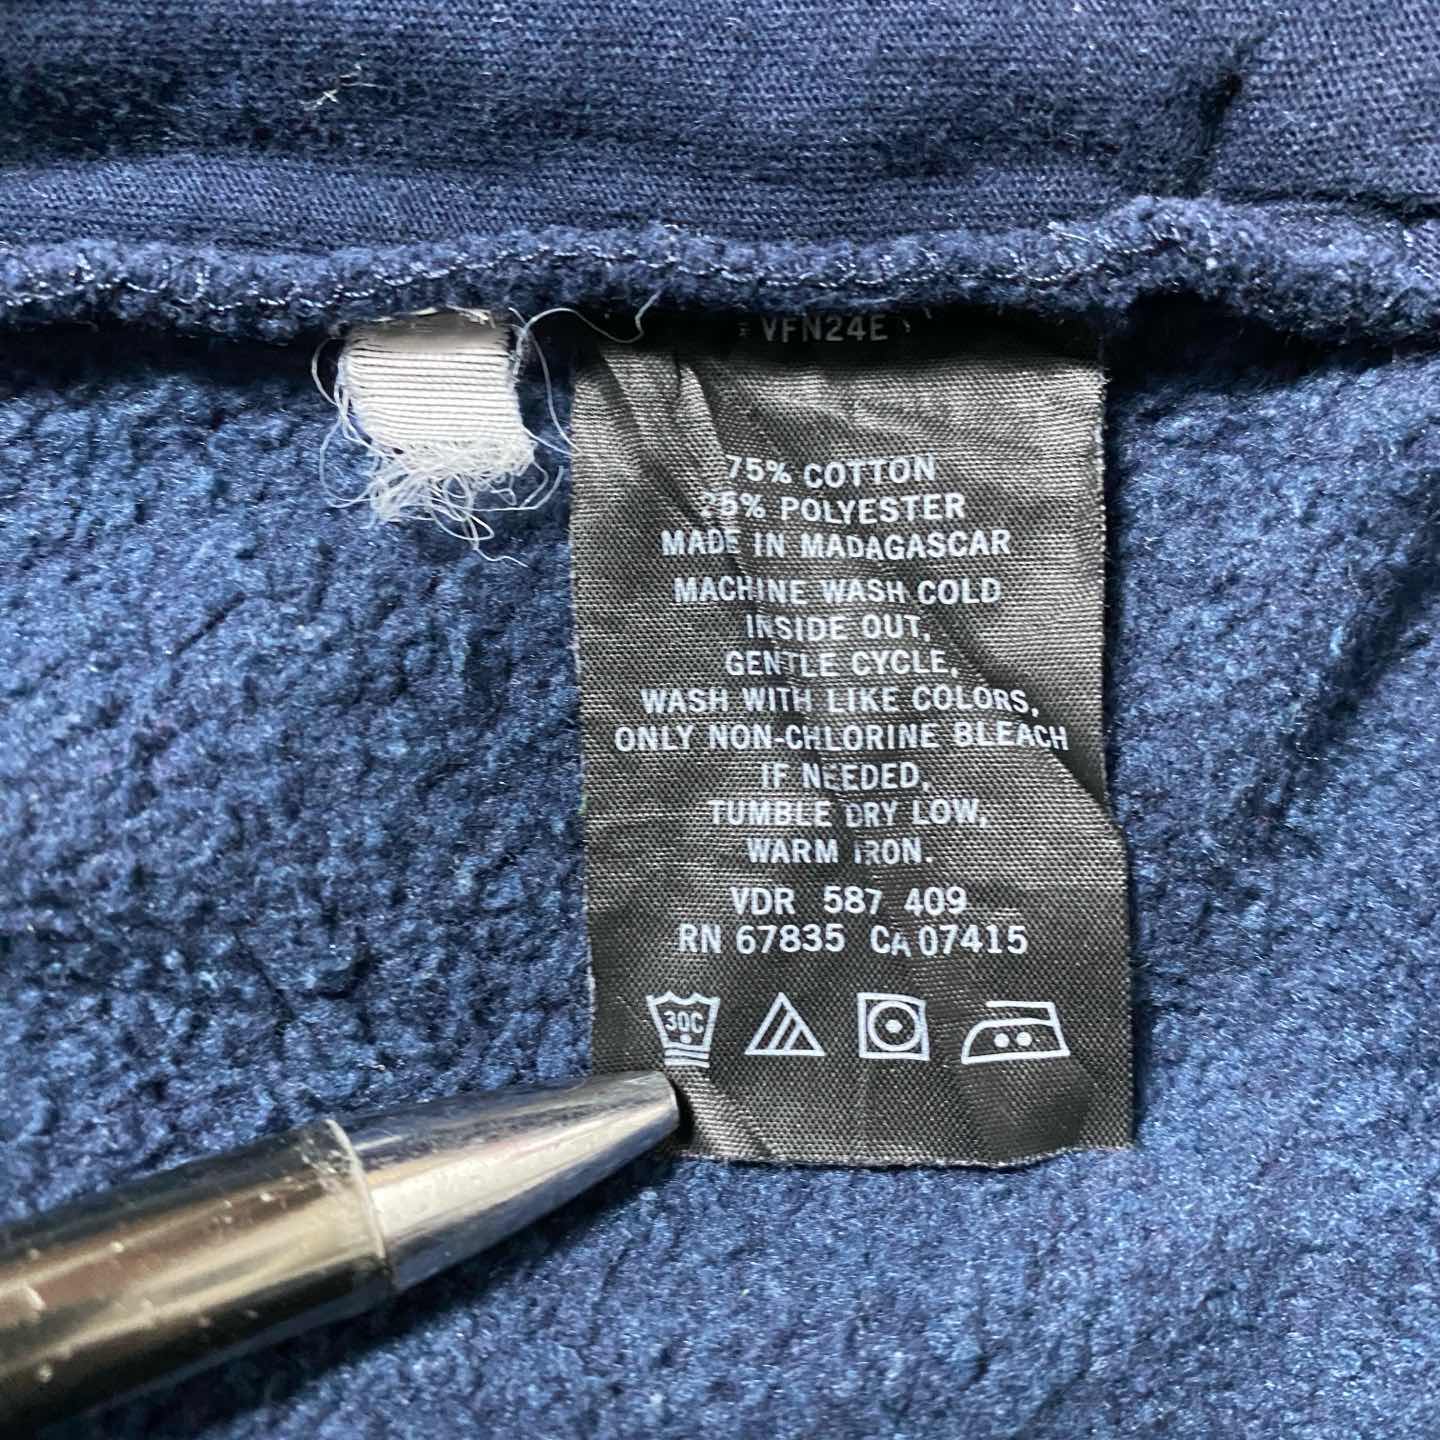 VFN24E
75% COTTON
25% POLYESTER
MADE IN MADAGASCAR
MACHINE WASH COLD
INSIDE OUT,
GENTLE CYCLE,
WASH WITH LIKE COLORS,
ONLY NON-CHLORINE BLEACH
IF NEEDED,
TUMBLE DRY LOW,
WARM IRON.
VDR 587 409
RN 67835 CA 07415
30C